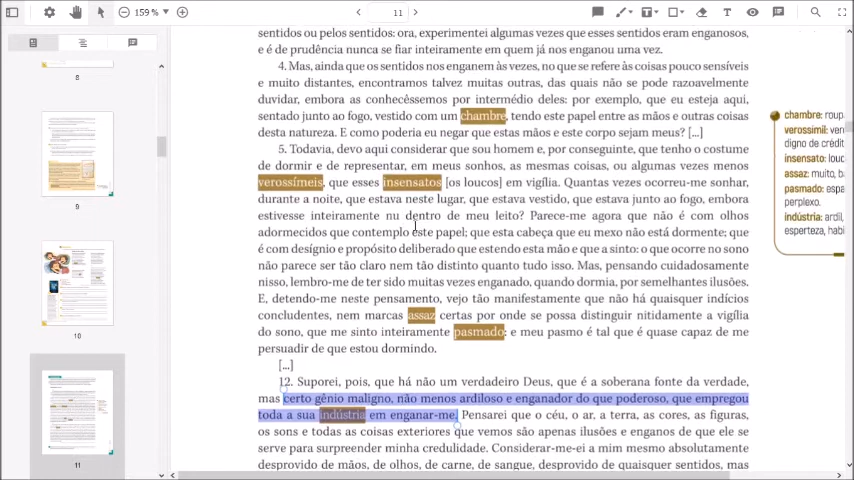 159 %
11
8
9
10
11
sentidos ou pelos sentidos: ora, experimentei algumas vezes que esses sentidos eram enganosos,
e é de prudência nunca se fiar inteiramente em quem já nos enganou uma vez.
4. Mas, ainda que os sentidos nos enganem às vezes, no que se refere às coisas pouco sensíveis
e muito distantes, encontramos talvez muitas outras, das quais não se pode razoavelmente
duvidar, embora as conhecêssemos por intermédio deles: por exemplo, que eu esteja aqui,
sentado junto ao fogo, vestido com um chambre, tendo este papel entre as mãos e outras coisas
desta natureza. E como poderia eu negar que estas mãos e este corpo sejam meus? [...]
5. Todavia, devo aqui considerar que sou homem e, por conseguinte, que tenho o costume
de dormir e de representar, em meus sonhos, as mesmas coisas, ou algumas vezes menos
verossímeis, que esses insensatos [os loucos] em vigília. Quantas vezes ocorreu-me sonhar,
durante a noite, que estava neste lugar, que estava vestido, que estava junto ao fogo, embora
estivesse inteiramente nu dentro de meu leito? Parece-me agora que não é com olhos
adormecidos que contemplo este papel; que esta cabeça que eu mexo não está dormente; que
é com desígnio e propósito deliberado que estendo esta mão e que a sinto: o que ocorre no sono
não parece ser tão claro nem tão distinto quanto tudo isso. Mas, pensando cuidadosamente
nisso, lembro-me de ter sido muitas vezes enganado, quando dormia, por semelhantes ilusões.
E, detendo-me neste pensamento, vejo tão manifestamente que não há quaisquer indícios
concludentes, nem marcas assaz certas por onde se possa distinguir nitidamente a vigília
do sono, que me sinto inteiramente pasmado: e meu pasmo é tal que é quase capaz de me
persuadir de que estou dormindo.
[...]
12. Suporei, pois, que há não um verdadeiro Deus, que é a soberana fonte da verdade,
mas certo gênio maligno, não menos ardiloso e enganador do que poderoso, que empregou
toda a sua indústria em enganar-me. Pensarei que o céu, o ar, a terra, as cores, as figuras,
os sons e todas as coisas exteriores que vemos são apenas ilusões e enganos de que ele se
serve para surpreender minha credulidade. Considerar-me-ei a mim mesmo absolutamente
desprovido de mãos, de olhos, de carne, de sangue, desprovido de quaisquer sentidos, mas
chambre: roup
verossímil: ver
digno de crédit
insensato: louc
assaz: muito, ba
pasmado: espa
perplexo.
indústria: ardil,
esperteza, habi